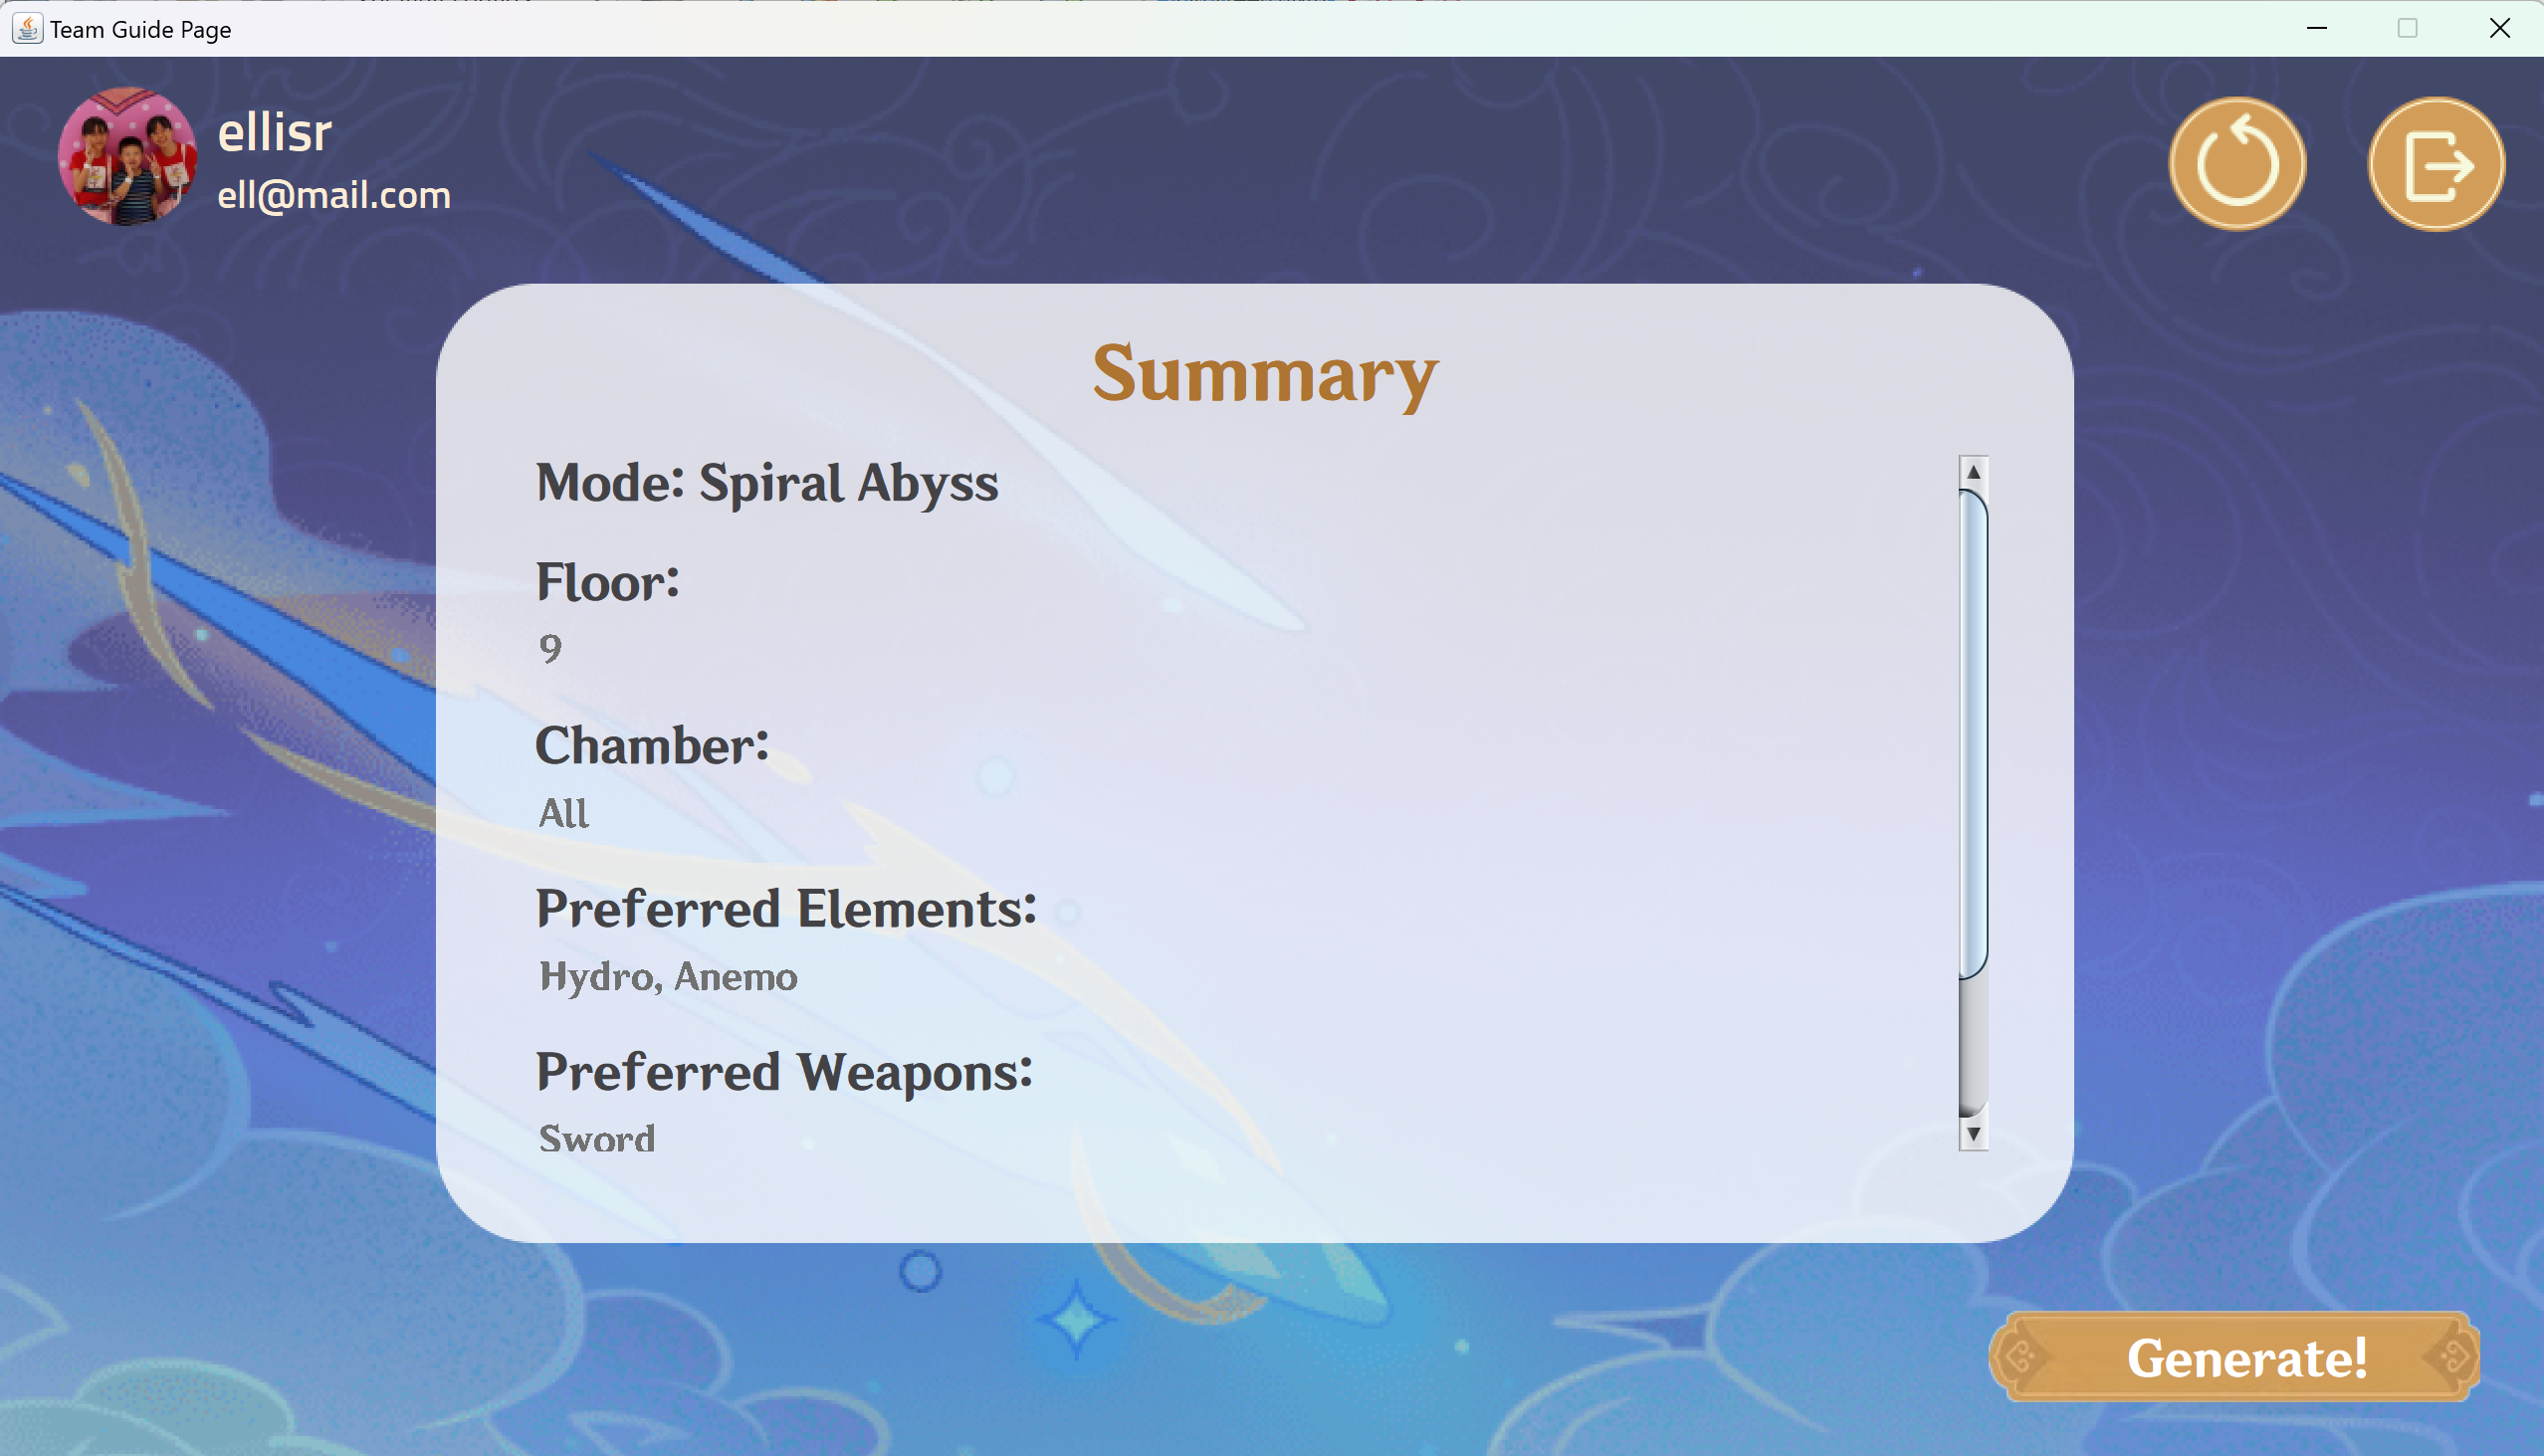 Team Guide Page
ellisr
ell@mail.com
Summary
Mode: Spiral Abyss
Floor:
9
Chamber:
All
Preferred Elements:
Hydro, Anemo
Preferred Weapons:
Sword
Generate!